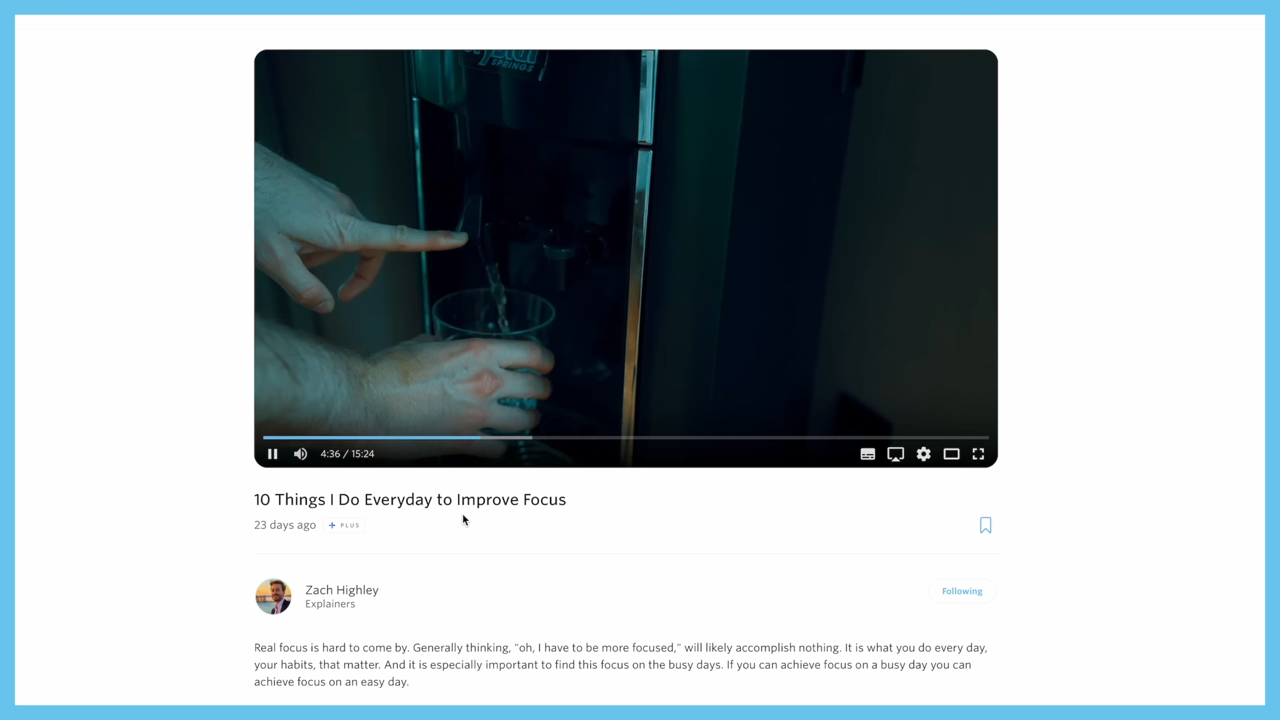 SPRINGS
4:36 / 15:24
10 Things I Do Everyday to Improve Focus
23 days ago + PLUS
Zach Highley
Following
Explainers
Real focus is hard to come by. Generally thinking, "oh, I have to be more focused," will likely accomplish nothing. It is what you do every day,
your habits, that matter. And it is especially important to find this focus on the busy days. If you can achieve focus on a busy day you can
achieve focus on an easy day.